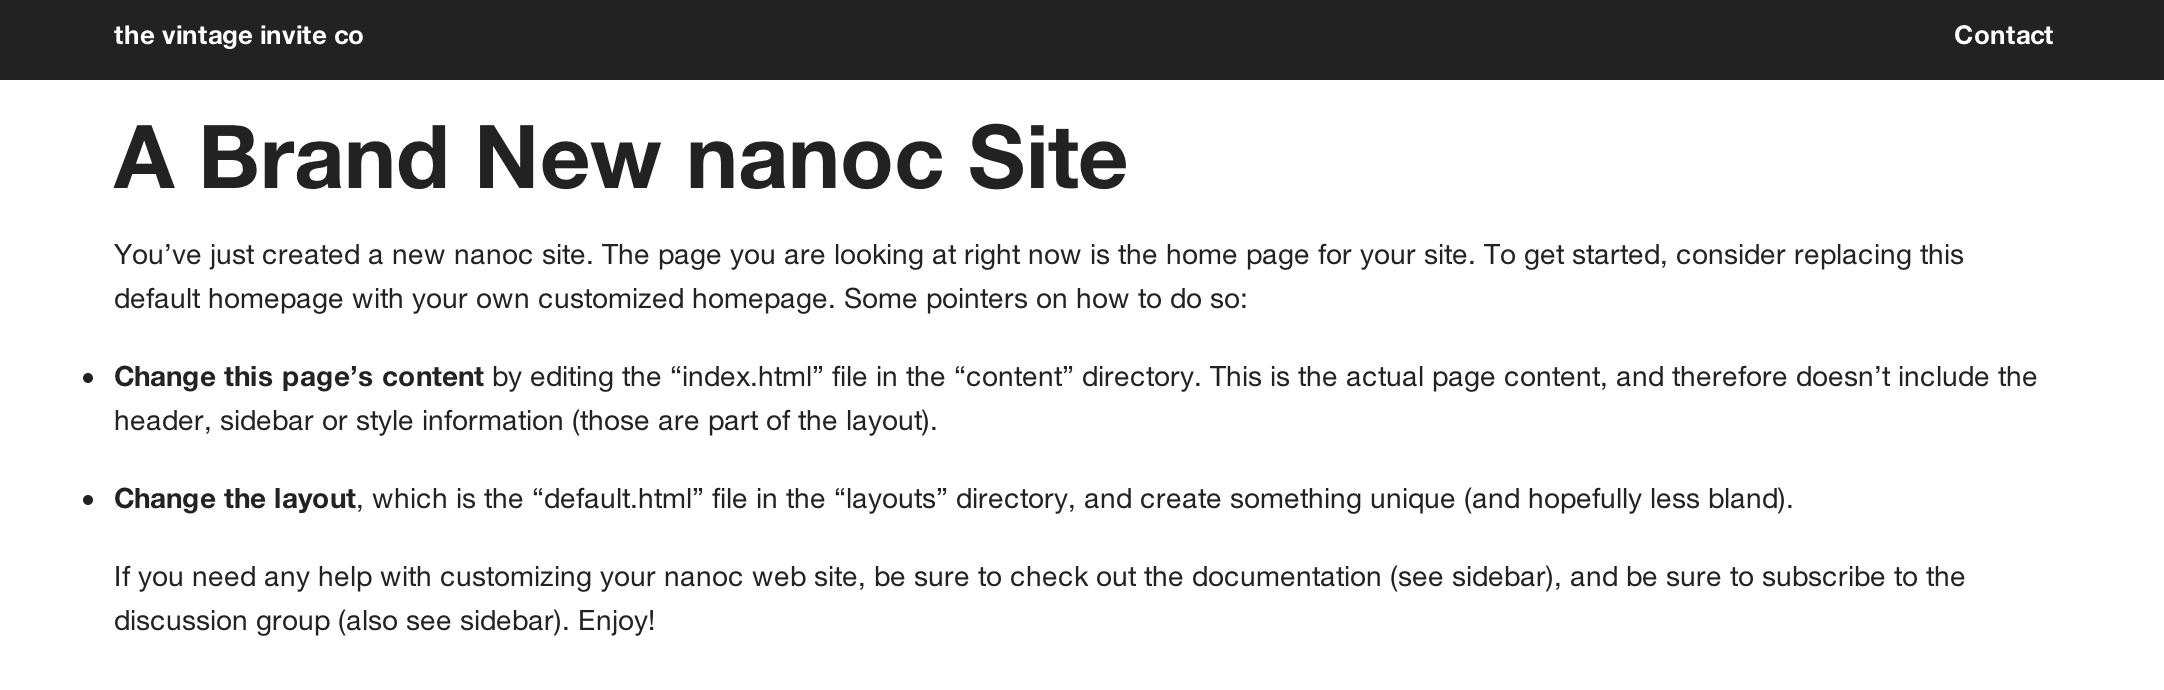 the vintage invite co
Contact
A Brand New nanoc Site
You’ve just created a new nanoc site. The page you are looking at right now is the home page for your site. To get started, consider replacing this
default homepage with your own customized homepage. Some pointers on how to do so:
• Change this page’s content by editing the “index.html” file in the “content” directory. This is the actual page content, and therefore doesn’t include the
header, sidebar or style information (those are part of the layout).
• Change the layout, which is the “default.html” file in the “layouts” directory, and create something unique (and hopefully less bland).
If you need any help with customizing your nanoc web site, be sure to check out the documentation (see sidebar), and be sure to subscribe to the
discussion group (also see sidebar). Enjoy!